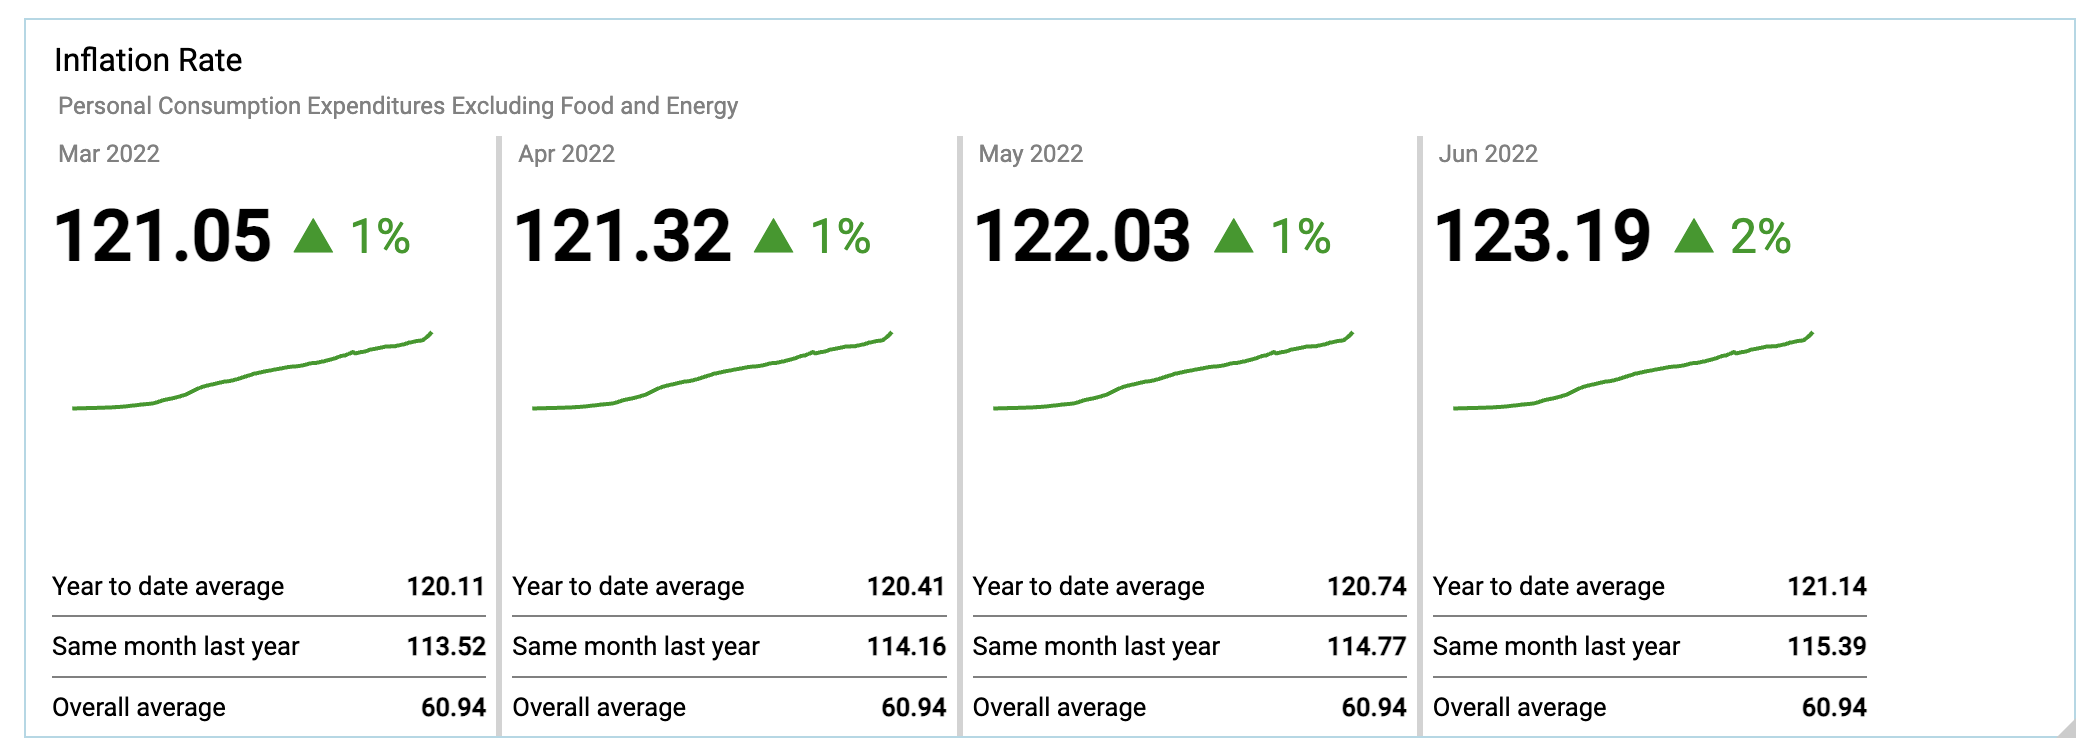 Inflation Rate
Personal Consumption Expenditures Excluding Food and Energy
Mar 2022
121.05 ▲ 1%
Year to date average 120.11
Same month last year 113.52
Overall average 60.94
Apr 2022
121.32 ▲ 1%
Year to date average 120.41
Same month last year 114.16
Overall average 60.94
May 2022
122.03 ▲ 1%
Year to date average 120.74
Same month last year 114.77
Overall average 60.94
Jun 2022
123.19 ▲ 2%
Year to date average 121.14
Same month last year 115.39
Overall average 60.94